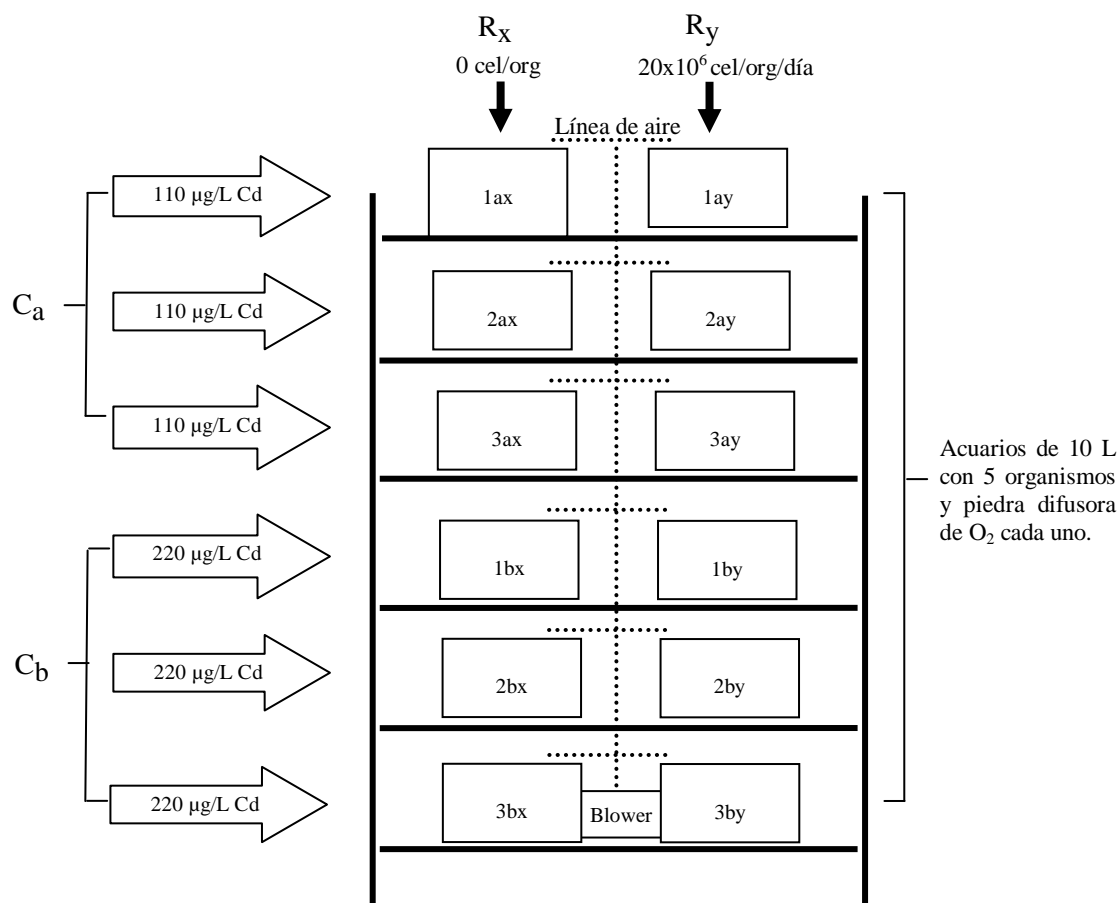 Rx
Ry
0 cel/org
20x10⁶ cel/org/día
Línea de aire
110 µg/L Cd
1ax
1ay
Ca
110 µg/L Cd
2ax
2ay
110 µg/L Cd
3ax
3ay
Acuarios de 10 L
con 5 organismos
y piedra difusora
de O₂ cada uno.
220 µg/L Cd
1bx
1by
Cb
220 µg/L Cd
2bx
2by
220 µg/L Cd
3bx
Blower
3by